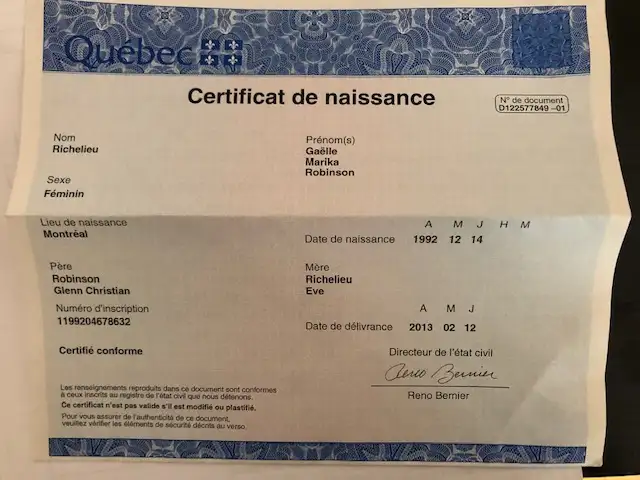 Québec
Certificat de naissance
N° de document
D122577849 -01
Nom
Richelieu
Prénom(s)
Gaëlle
Marika
Robinson
Sexe
Féminin
Lieu de naissance
Montréal
A M J H M
Date de naissance 1992 12 14
Père
Robinson
Glenn Christian
Mère
Richelieu
Eve
Numéro d'inscription
1199204678632
A M J
Date de délivrance 2013 02 12
Certifié conforme
Directeur de l'état civil
Reno Bernier
Reno Bernier
Les renseignements reproduits dans ce document sont conformes
à ceux inscrits au registre de l'état civil que nous détenons.
Ce certificat n'est pas valide s'il est modifié ou plastifié.
Pour vous assurer de l'authenticité de ce document,
veuillez vérifier les éléments de sécurité décrits au verso.